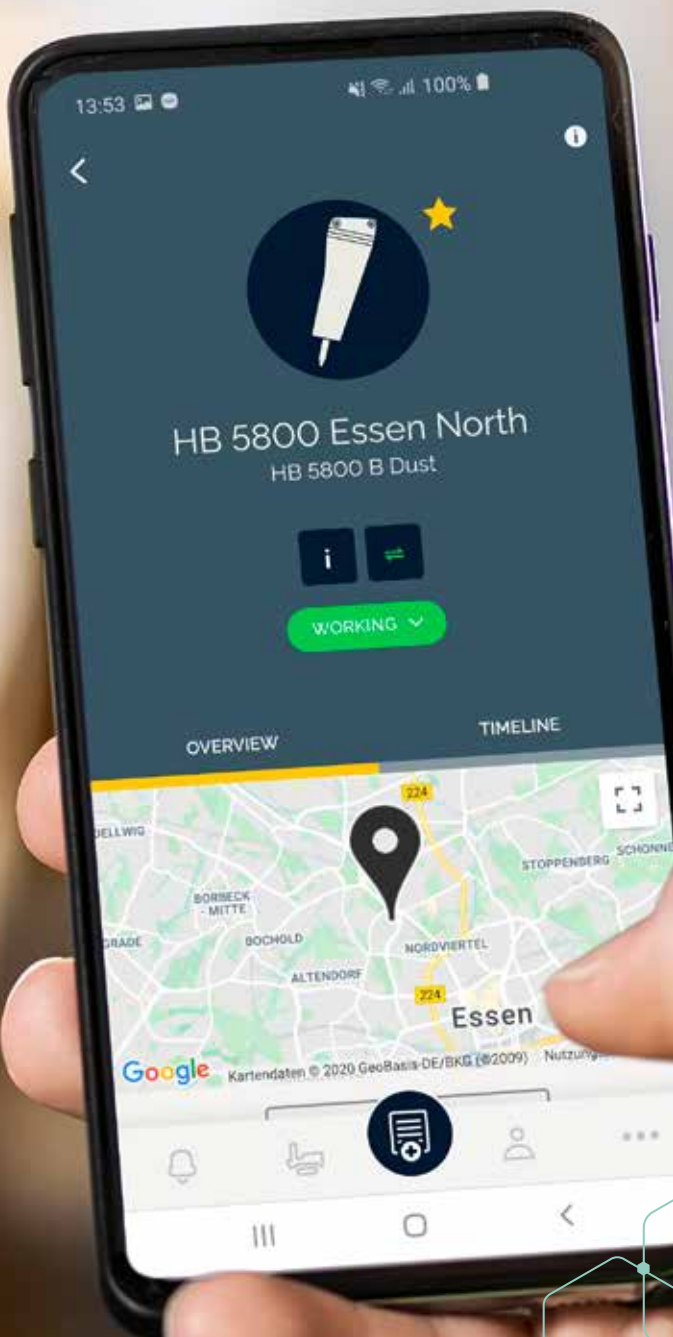 13:53
100%
i
HB 5800 Essen North
HB 5800 B Dust
i
WORKING
OVERVIEW
TIMELINE
224
STOPPENBERG
BORBECK
- MITTE
BOCHOLD
NORDVIERTEL
ALTENDORF
224
Essen
Google
Kartendaten © 2020 GeoBasis-DE/BKG (©2009)